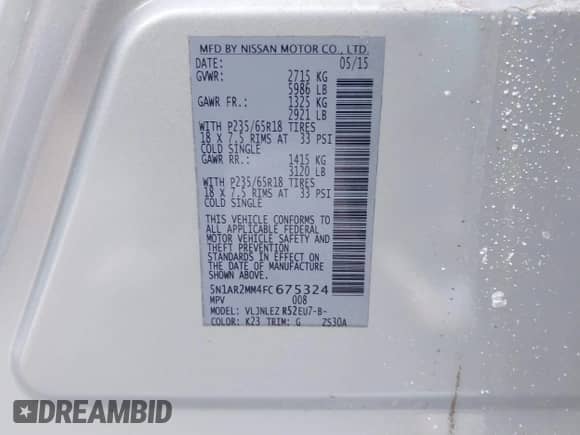 MFD BY NISSAN MOTOR CO., LTD.
DATE: 05/15
GVWR: 2715 KG
5986 LB
GAWR FR.: 1325 KG
2921 LB
WITH P235/65R18 TIRES
18 X 7.5 RIMS AT 33 PSI
COLD SINGLE
GAWR RR.: 1415 KG
3120 LB
WITH P235/65R18 TIRES
18 X 7.5 RIMS AT 33 PSI
COLD SINGLE
THIS VEHICLE CONFORMS TO
ALL APPLICABLE FEDERAL
MOTOR VEHICLE SAFETY AND
THEFT PREVENTION
STANDARDS IN EFFECT ON
THE DATE OF MANUFACTURE
SHOWN ABOVE
5N1AR2MM4FC675324
MPV 008
MODEL: VLJNLEZ R52EU7-B-
COLOR: K23 TRIM: G ZS30A
DREAMBID